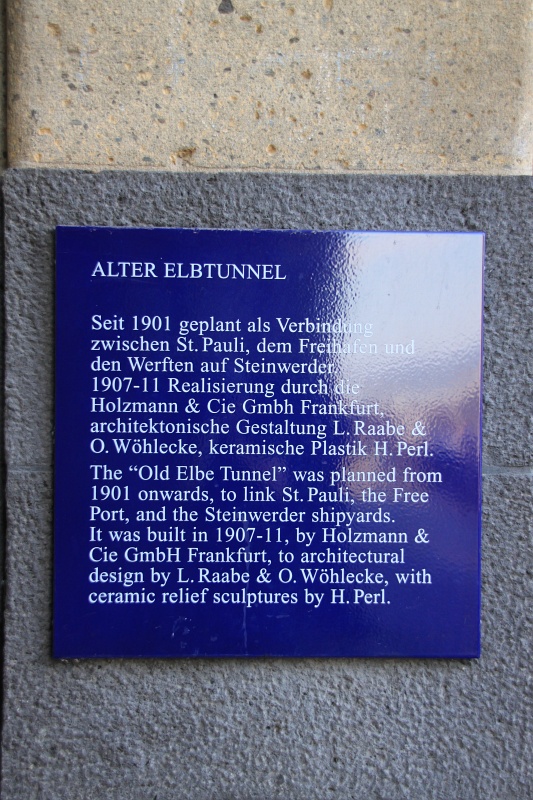 ALTER ELBTUNNEL
Seit 1901 geplant als Verbindung
zwischen St. Pauli, dem Freihafen und
den Werften auf Steinwerder.
1907-11 Realisierung durch die
Holzmann & Cie Gmbh Frankfurt,
architektonische Gestaltung L. Raabe &
O. Wöhlecke, keramische Plastik H. Perl.
The “Old Elbe Tunnel” was planned from
1901 onwards, to link St. Pauli, the Free
Port, and the Steinwerder shipyards.
It was built in 1907-11, by Holzmann &
Cie GmbH Frankfurt, to architectural
design by L. Raabe & O. Wöhlecke, with
ceramic relief sculptures by H. Perl.